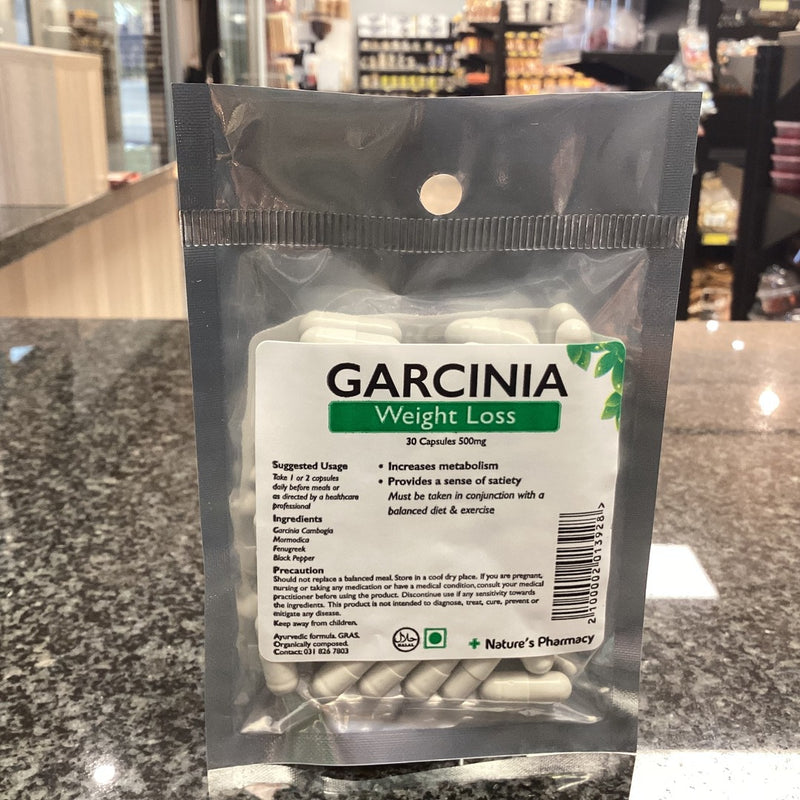 GARCINIA
Weight Loss
30 Capsules 500mg
Suggested Usage
Take 1 or 2 capsules
daily before meals or
as directed by a healthcare
professional
• Increases metabolism
• Provides a sense of satiety
Must be taken in conjunction with a
balanced diet & exercise
Ingredients
Garcinia Cambogia
Mormodica
Fenugreek
Black Pepper
Precaution
Should not replace a balanced meal. Store in a cool dry place. If you are pregnant,
nursing or taking any medication or have a medical condition, consult your medical
practitioner before using the product. Discontinue use if any sensitivity towards
the ingredients. This product is not intended to diagnose, treat, cure, prevent or
mitigate any disease.
Keep away from children.
Ayurvedic formula. GRAS.
Organically composed.
Contact: 031 826 7803
حلال
HALAL
+ Nature's Pharmacy
2 100002 013928 >